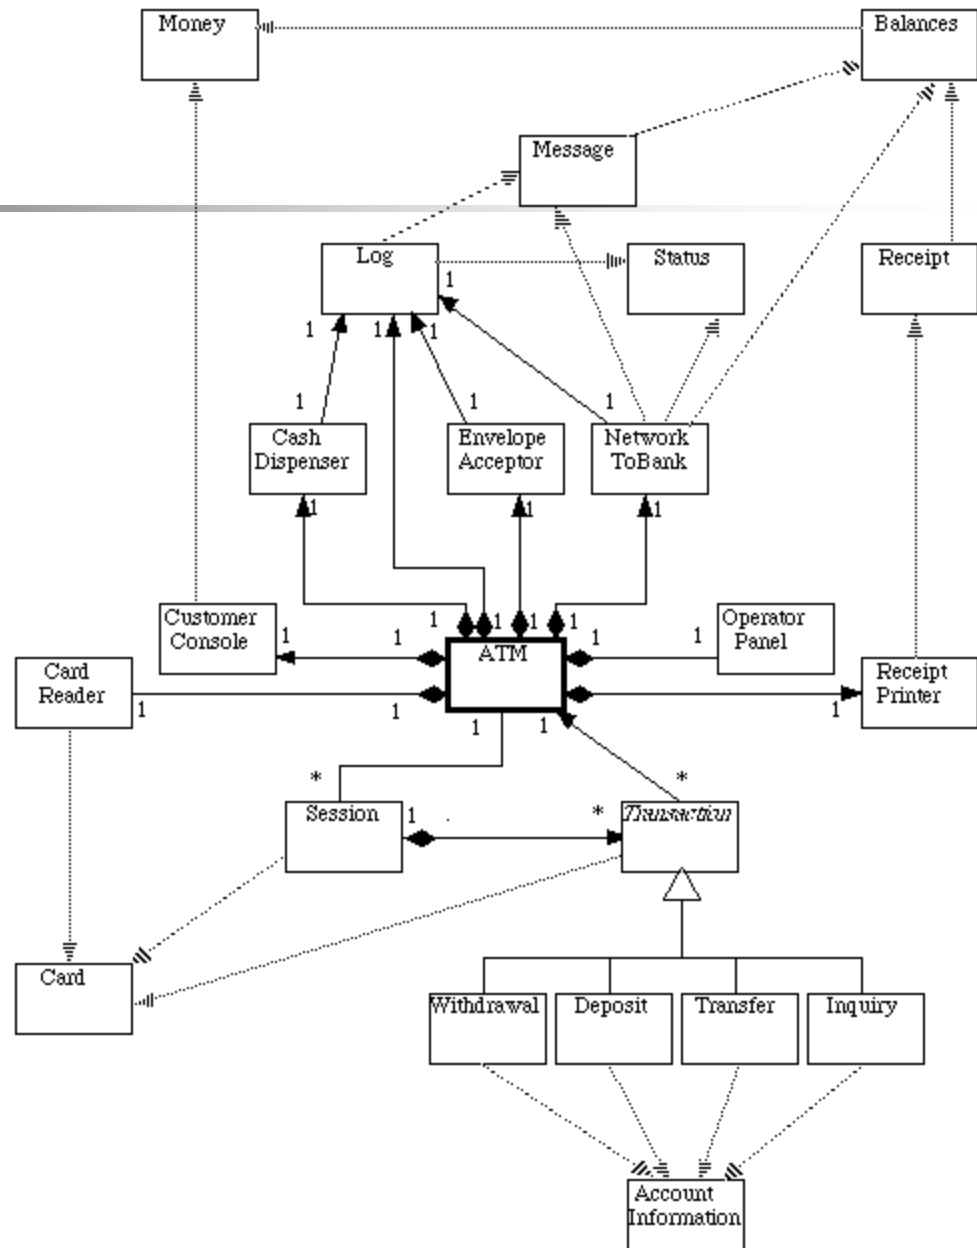 Money
Balances
Message
Log
Status
Receipt
1
1
1
1
1
1
1
Cash
Dispenser
Envelope
Acceptor
Network
ToBank
1
1
1
Customer
Console
Operator
Panel
1
1
1
1
1
1
1
1
ATM
Card
Reader
Receipt
Printer
1
1
1
1
1
*
*
Session
Transaction
1
*
Card
Withdrawal
Deposit
Transfer
Inquiry
Account
Information